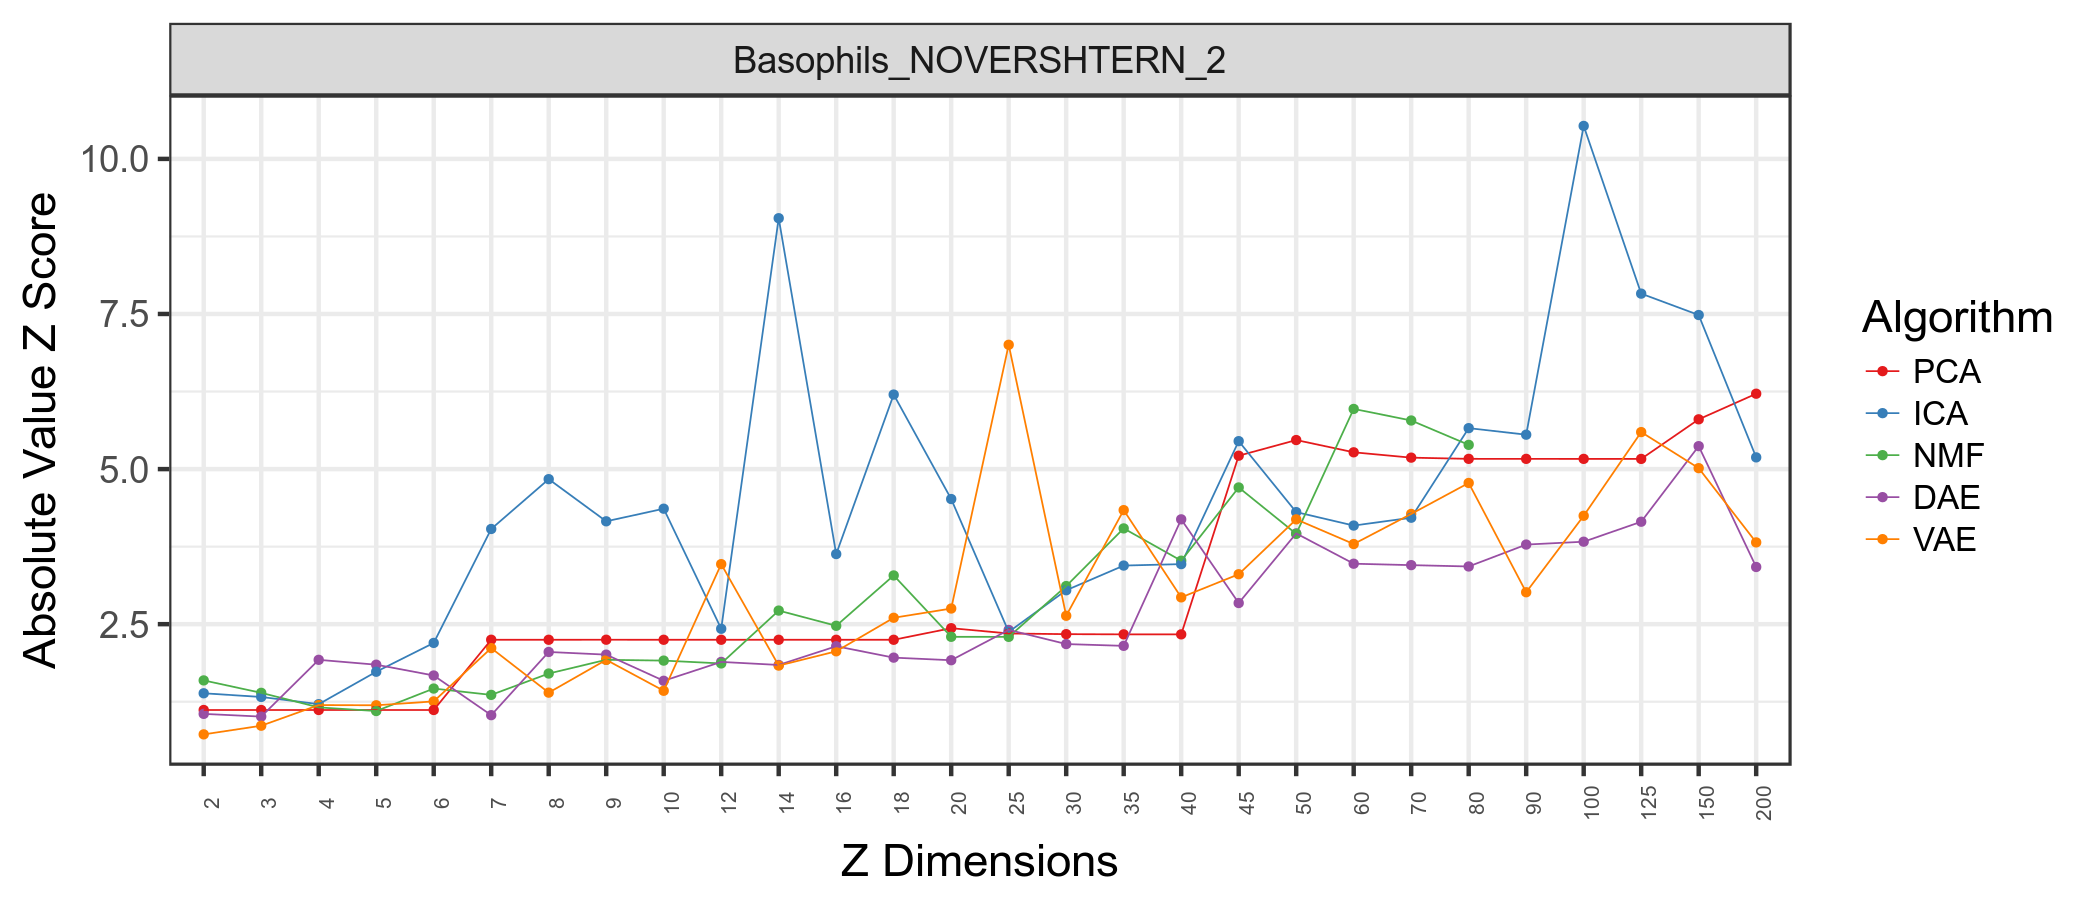 Basophils_NOVERSHTERN_2
Absolute Value Z Score
10.0
7.5
5.0
2.5
2 3 4 5 6 7 8 9 10 12 14 16 18 20 25 30 35 40 45 50 60 70 80 90 100 125 150 200
Z Dimensions
Algorithm
PCA
ICA
NMF
DAE
VAE